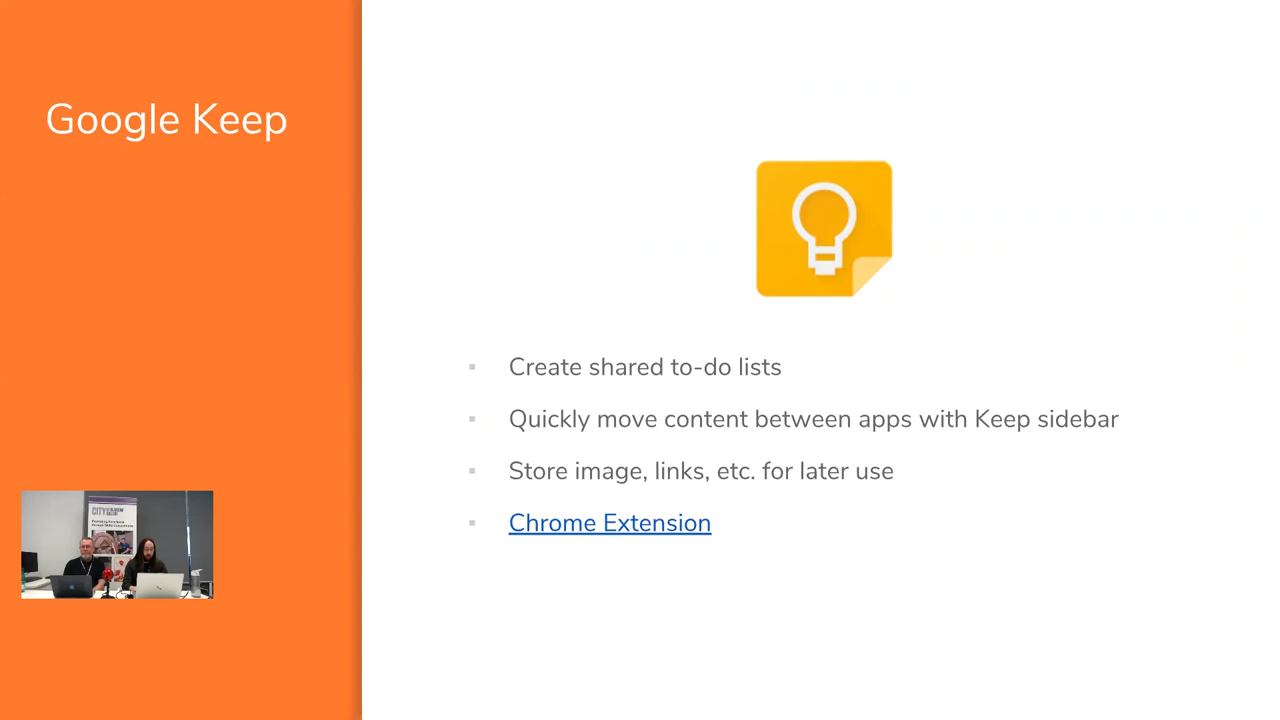 Google Keep
Create shared to-do lists
Quickly move content between apps with Keep sidebar
Store image, links, etc. for later use
Chrome Extension
CITY